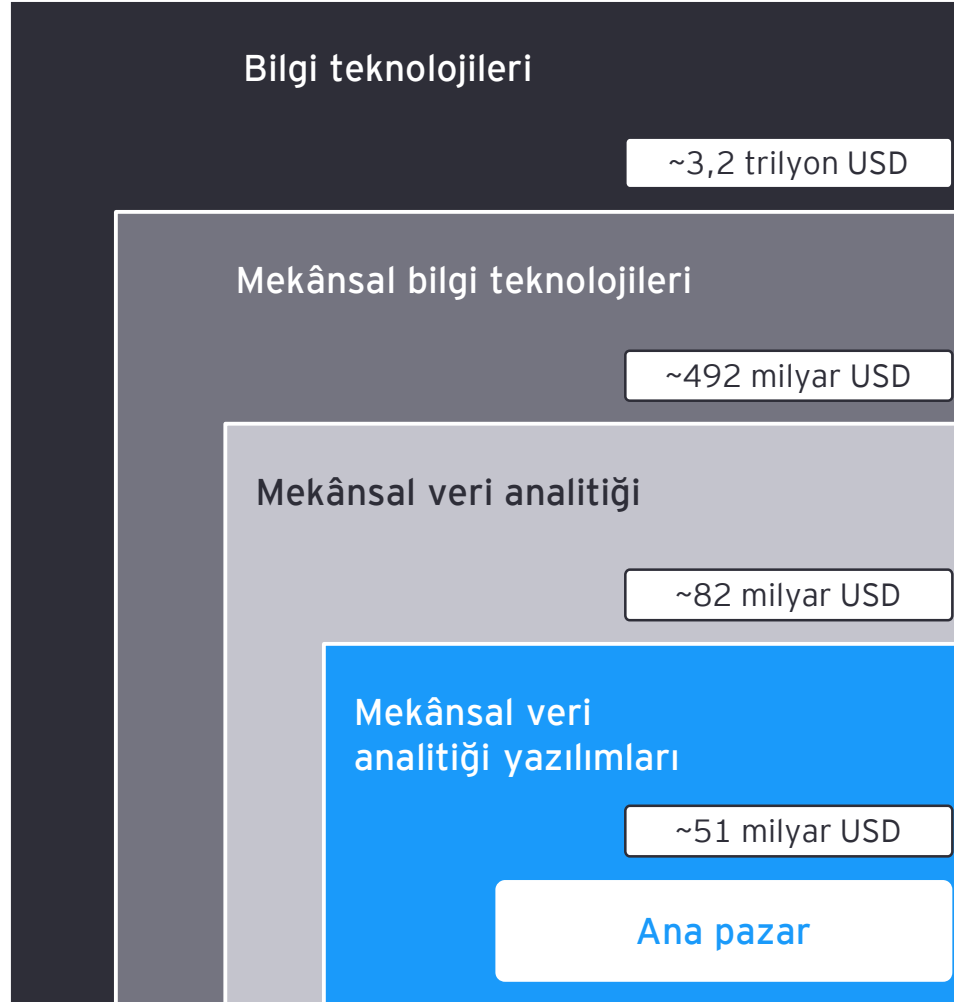 Bilgi teknolojileri
~3,2 trilyon USD
Mekânsal bilgi teknolojileri
~492 milyar USD
Mekânsal veri analitiği
~82 milyar USD
Mekânsal veri
analitiği yazılımları
~51 milyar USD
Ana pazar